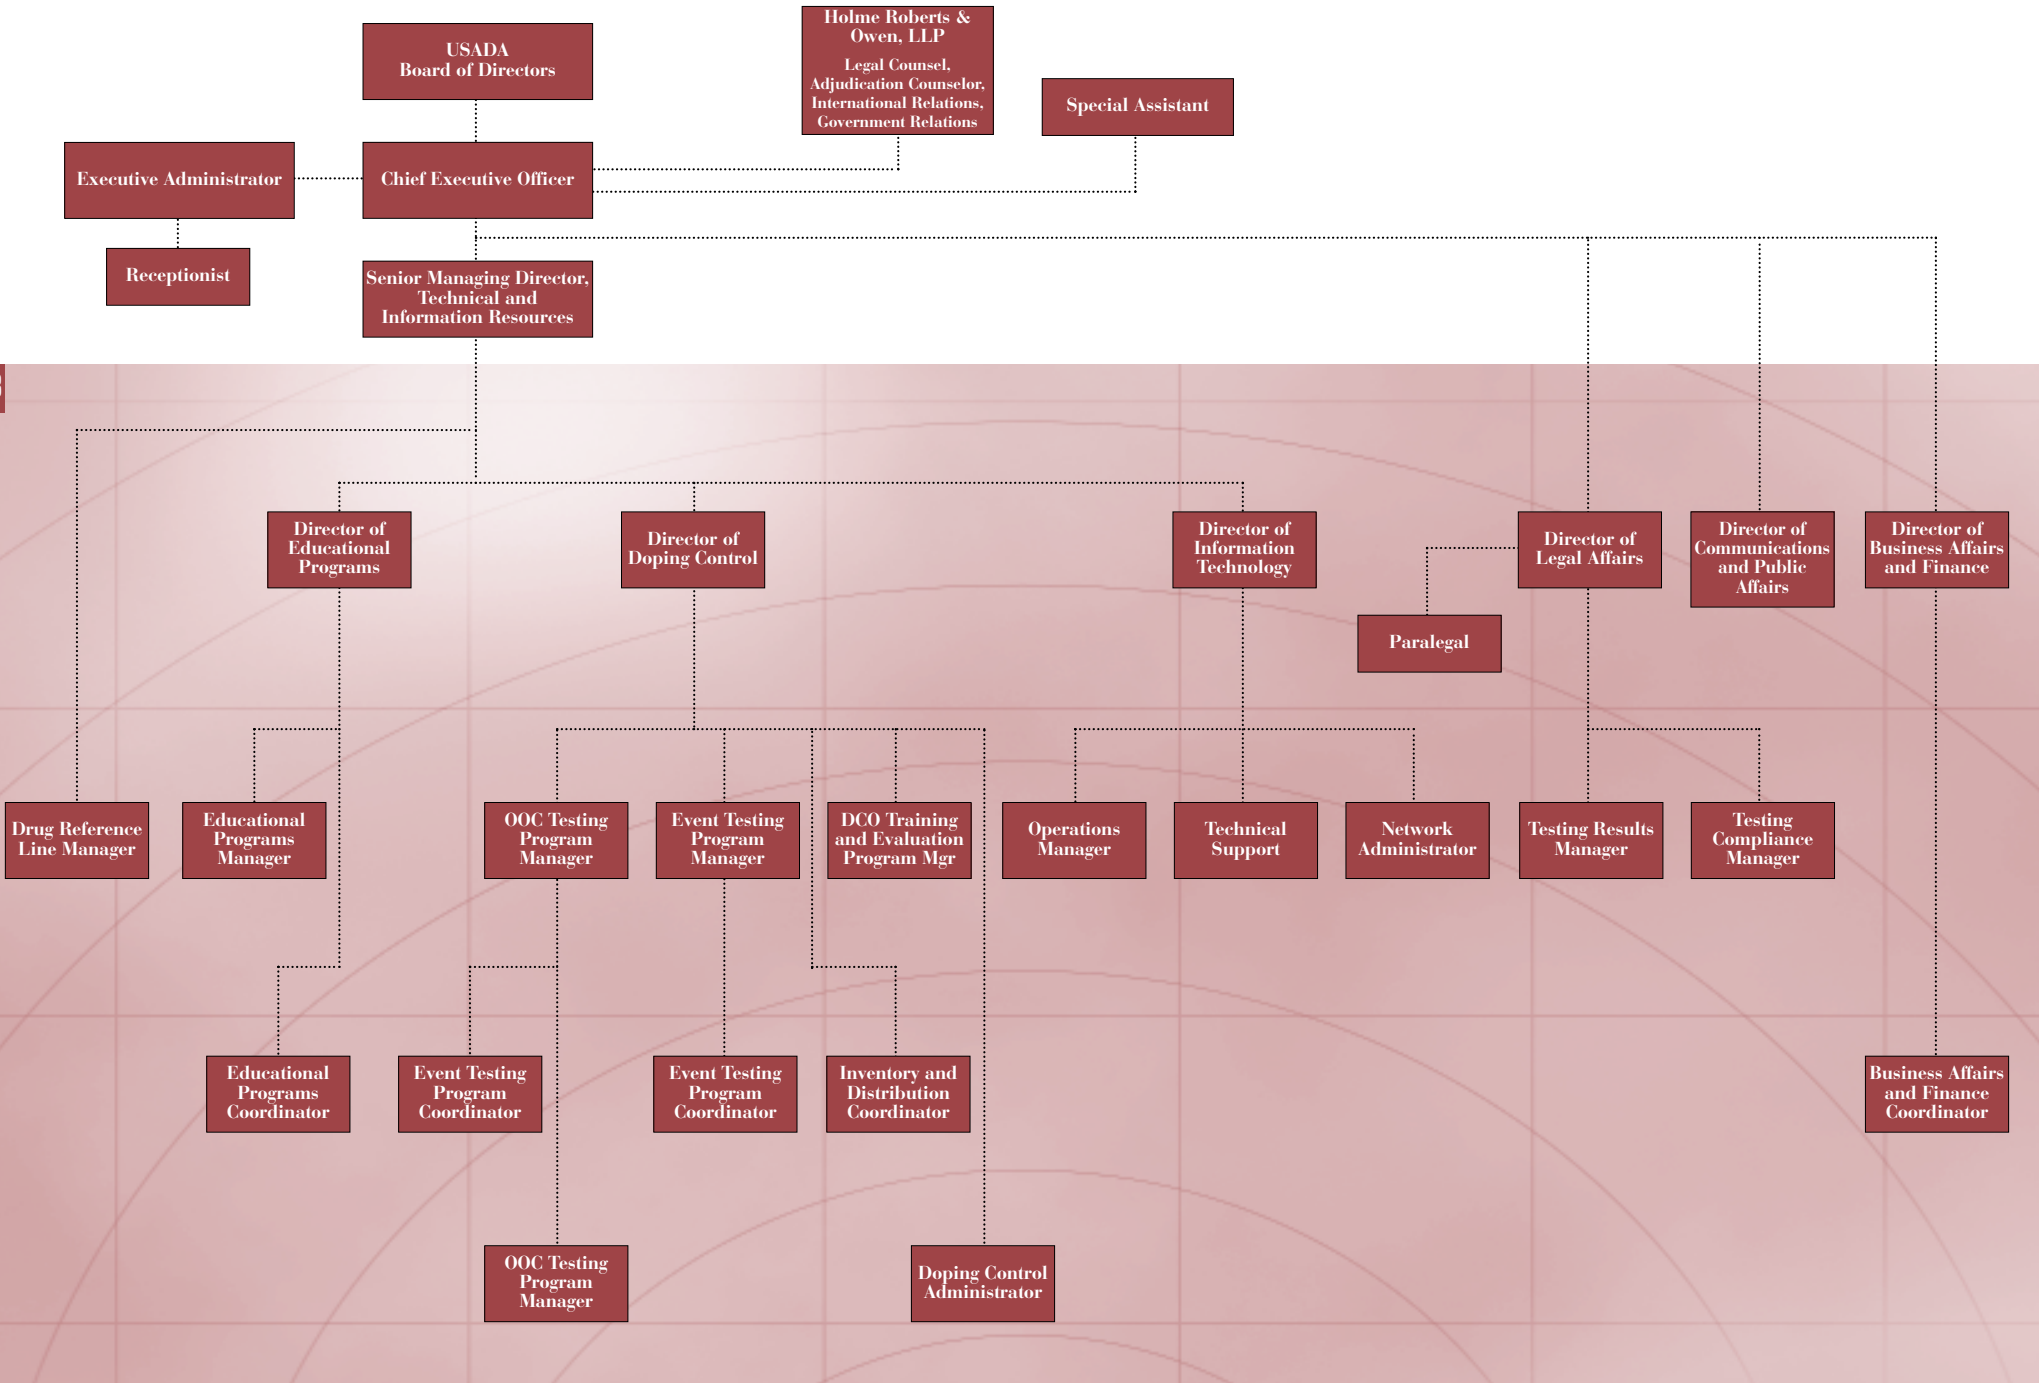 USADA
Board of Directors
Holme Roberts &
Owen, LLP
Legal Counsel,
Adjudication Counselor,
International Relations,
Government Relations
Special Assistant
Executive Administrator
Chief Executive Officer
Receptionist
Senior Managing Director,
Technical and
Information Resources
Director of
Educational
Programs
Director of
Doping Control
Director of
Information
Technology
Director of
Legal Affairs
Director of
Communications
and Public
Affairs
Director of
Business Affairs
and Finance
Paralegal
Drug Reference
Line Manager
Educational
Programs
Manager
OOC Testing
Program
Manager
Event Testing
Program
Manager
DCO Training
and Evaluation
Program Mgr
Operations
Manager
Technical
Support
Network
Administrator
Testing Results
Manager
Testing
Compliance
Manager
Educational
Programs
Coordinator
Event Testing
Program
Coordinator
Event Testing
Program
Coordinator
Inventory and
Distribution
Coordinator
Business Affairs
and Finance
Coordinator
OOC Testing
Program
Manager
Doping Control
Administrator